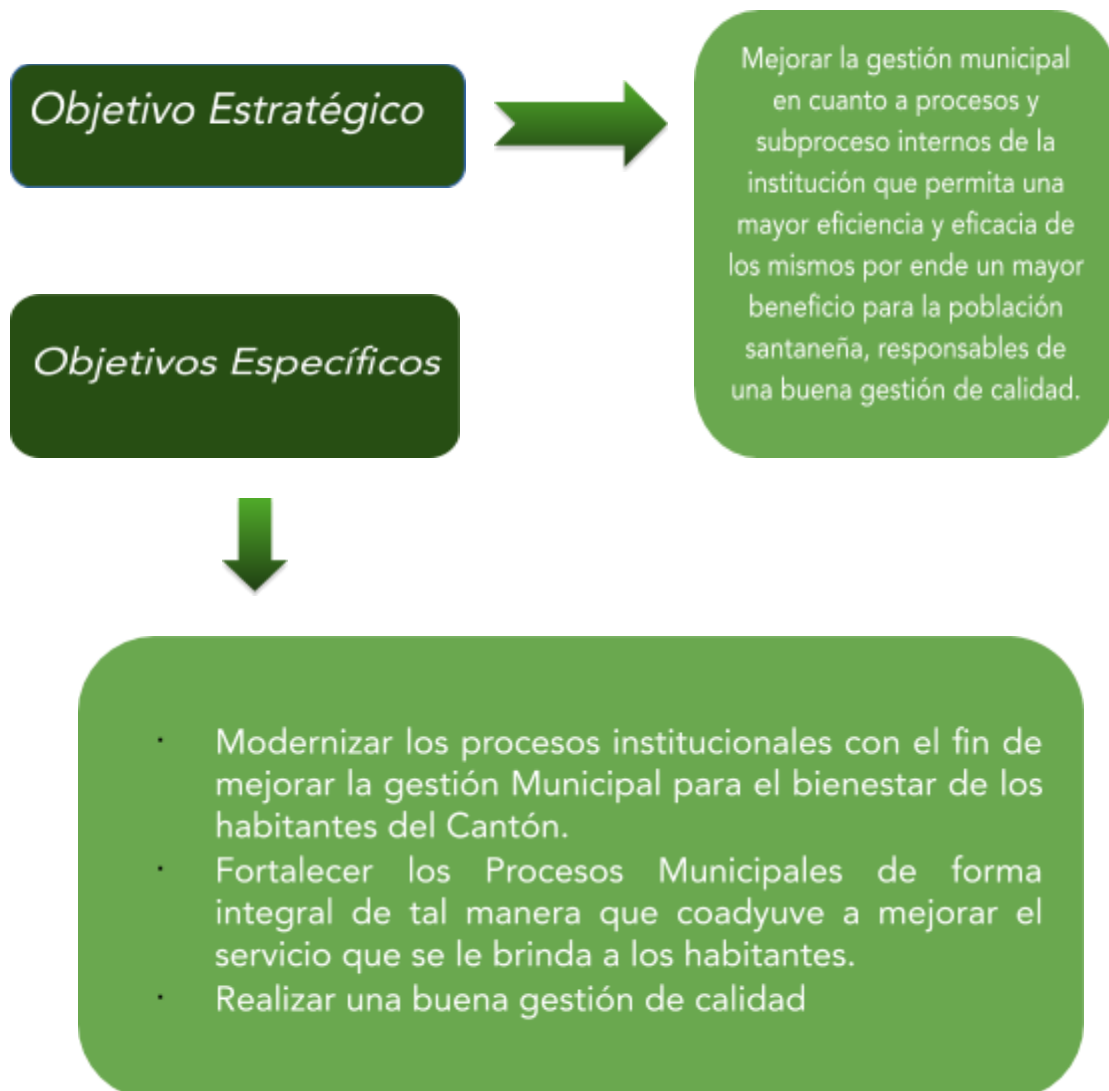 Objetivo Estratégico
Mejorar la gestión municipal
en cuanto a procesos y
subproceso internos de la
institución que permita una
mayor eficiencia y eficacia de
los mismos por ende un mayor
beneficio para la población
santaneña, responsables de
una buena gestión de calidad.
Objetivos Específicos
· Modernizar los procesos institucionales con el fin de
mejorar la gestión Municipal para el bienestar de los
habitantes del Cantón.
· Fortalecer los Procesos Municipales de forma
integral de tal manera que coadyuve a mejorar el
servicio que se le brinda a los habitantes.
· Realizar una buena gestión de calidad